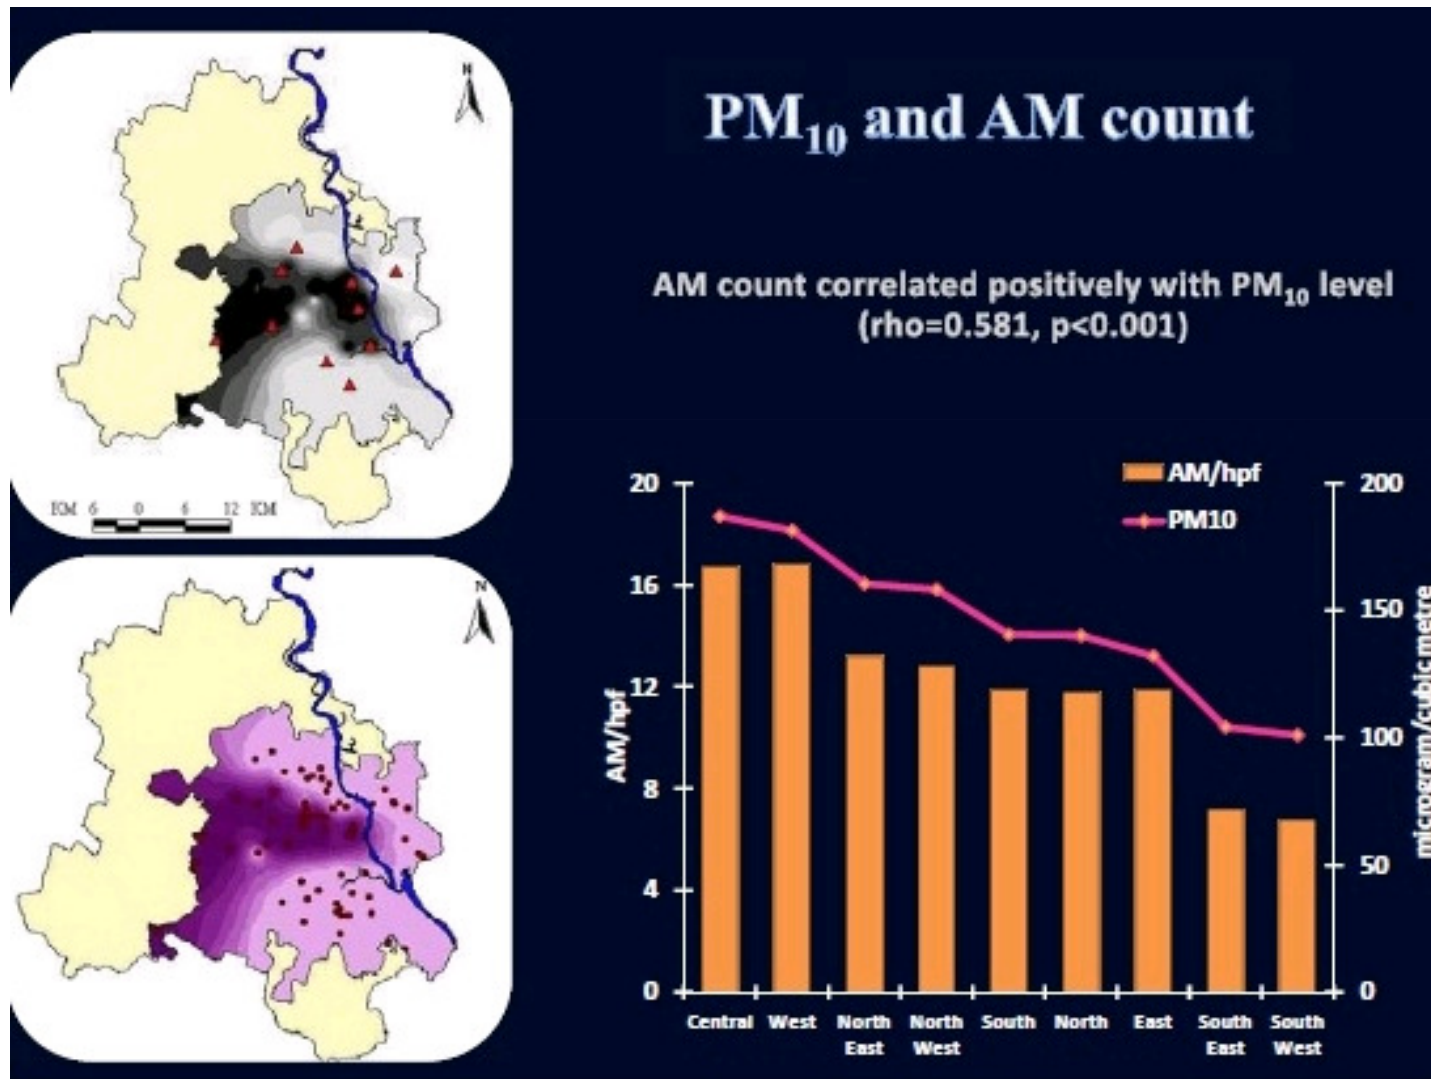 N
KM 6 0 6 12 KM
N
PM₁₀ and AM count
AM count correlated positively with PM₁₀ level
(rho=0.581, p<0.001)
AM/hpf
PM10
20
16
12
8
4
0
AM/hpf
200
150
100
50
0
microgram/cubic metre
Central West North East North West South North East South East South West